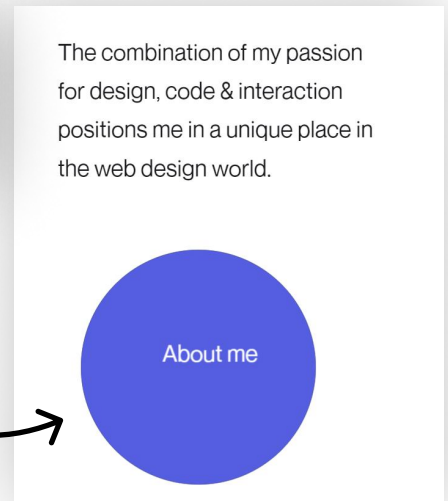 The combination of my passion
for design, code & interaction
positions me in a unique place in
the web design world.
About me